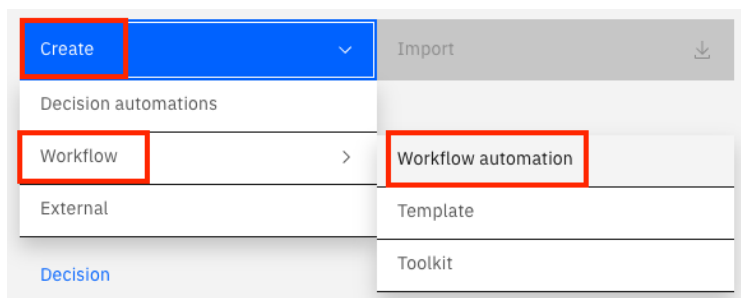 Create
Import
Decision automations
Workflow
Workflow automation
External
Template
Toolkit
Decision